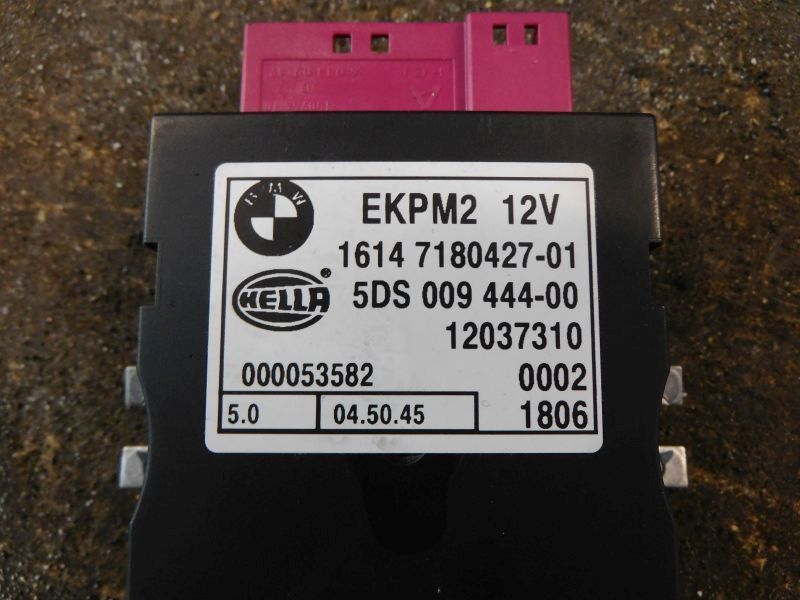 BMW
EKPM2 12V
1614 7180427-01
HELLA ®
5DS 009 444-00
12037310
000053582
0002
5.0
04.50.45
1806